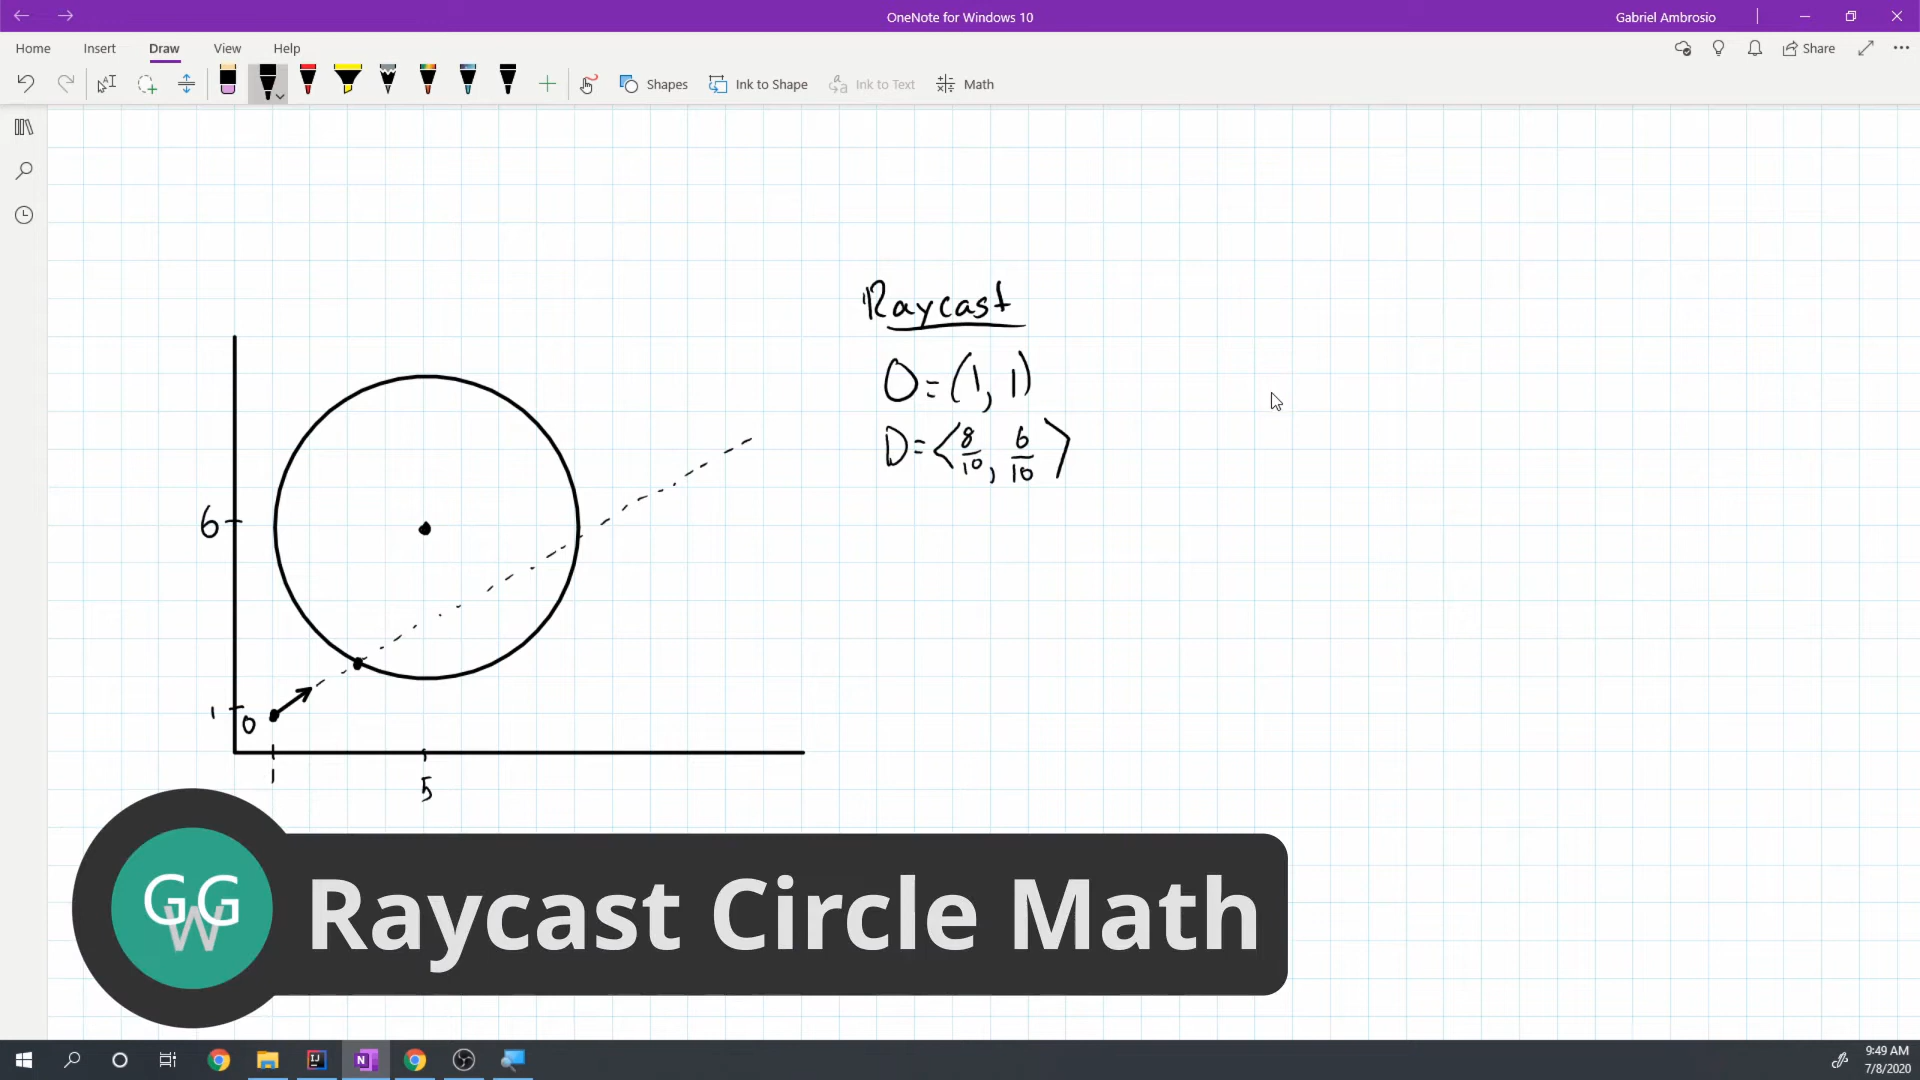 OneNote for Windows 10
Gabriel Ambrosio
Home Insert Draw View Help
Share
Shapes Ink to Shape Ink to Text Math
Raycast
O=(1, 1)
D=<8/10, 6/10>
6
1
O
1
5
GWG
Raycast Circle Math
9:49 AM
7/8/2020